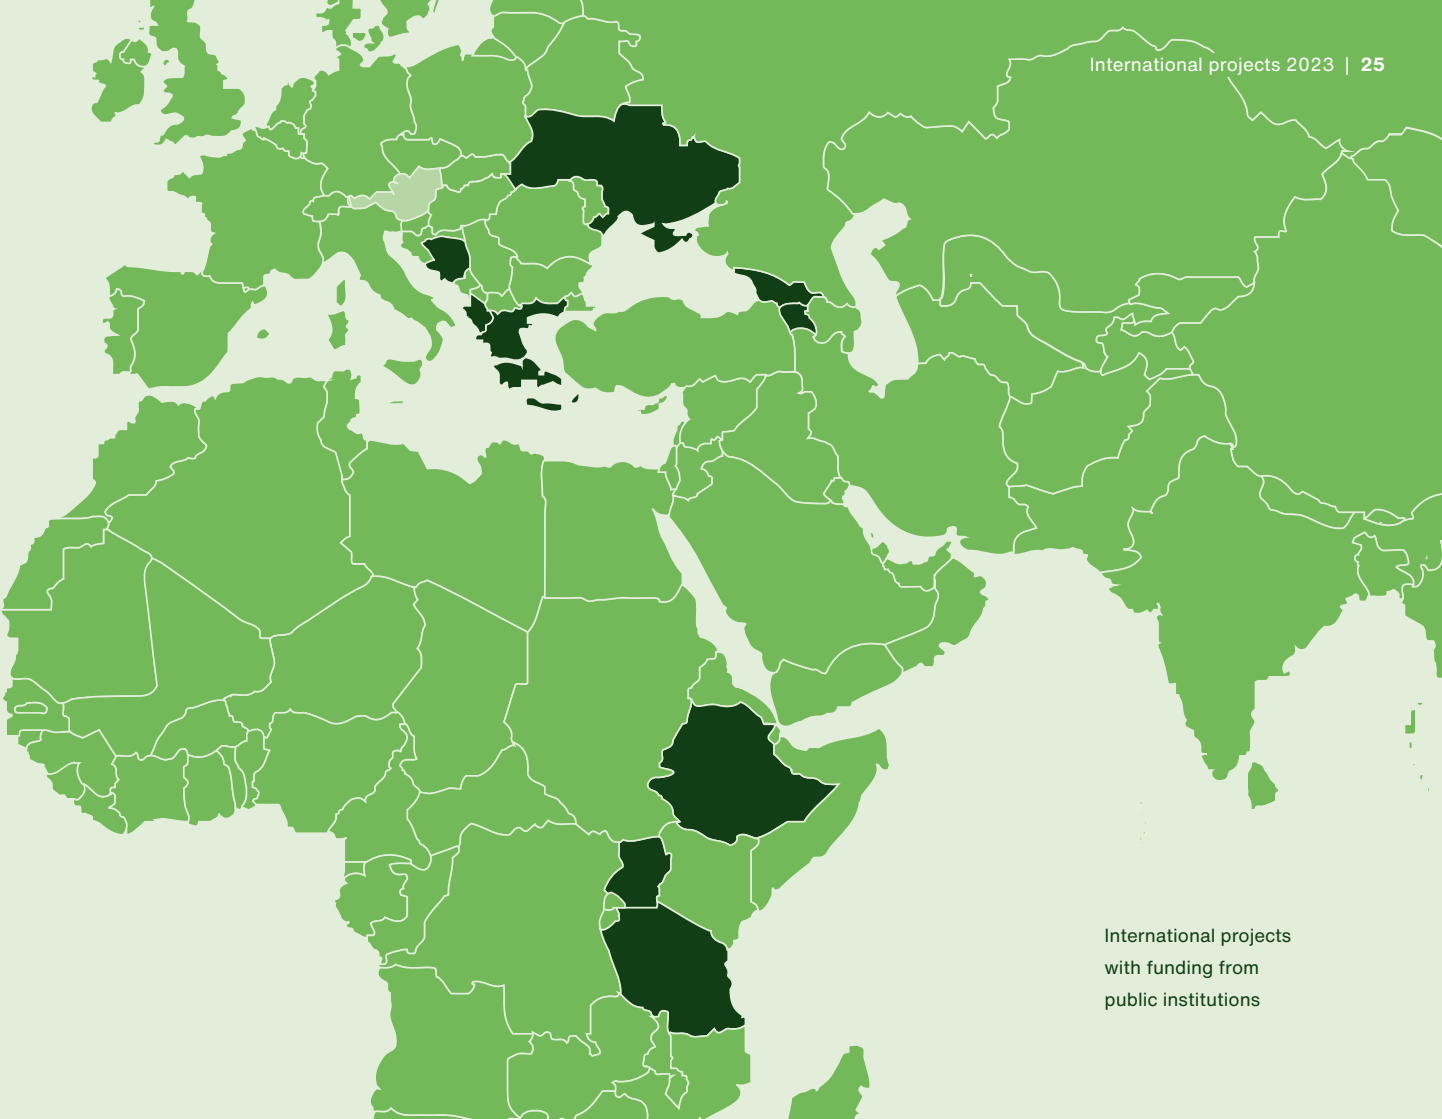 International projects 2023 | 25
International projects
with funding from
public institutions